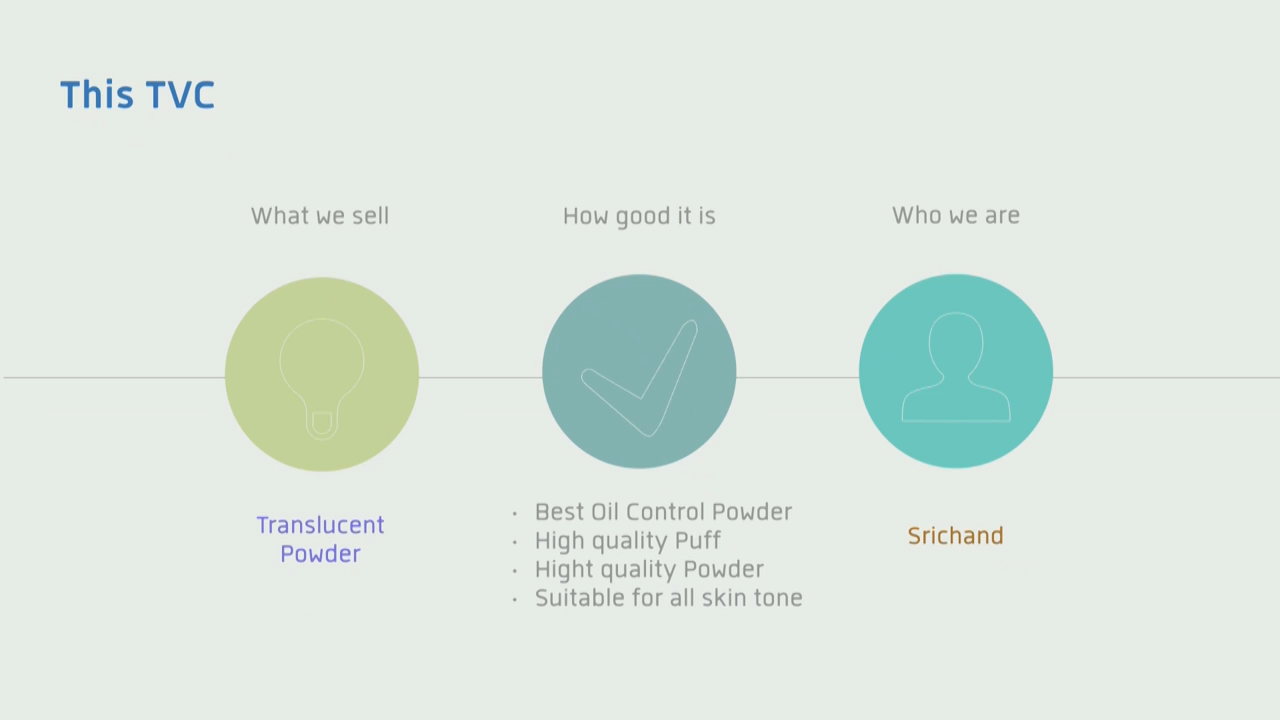 This TVC
What we sell
How good it is
Who we are
Translucent
Powder
· Best Oil Control Powder
· High quality Puff
· Hight quality Powder
· Suitable for all skin tone
Srichand